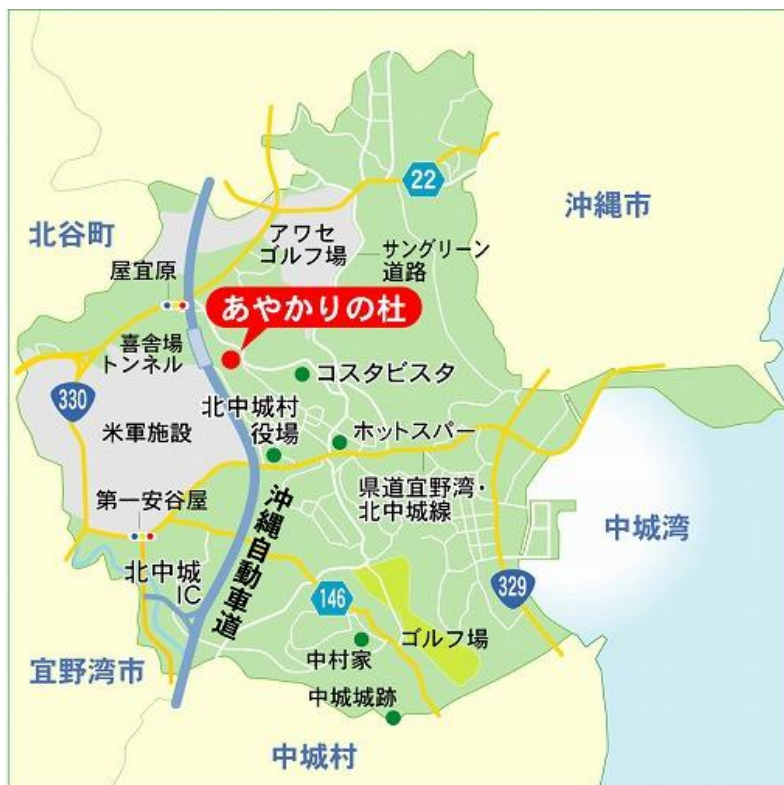 22
沖縄市
北谷町
アワセ
ゴルフ場
サングリーン
道路
屋宜原
あやかりの杜
喜舎場
トンネル
コスタビスタ
330
北中城村
役場
米軍施設
ホットスパー
第一安谷屋
県道宜野湾・
北中城線
沖縄自動車道
中城湾
北中城
IC
146
329
ゴルフ場
宜野湾市
中村家
中城城跡
中城村